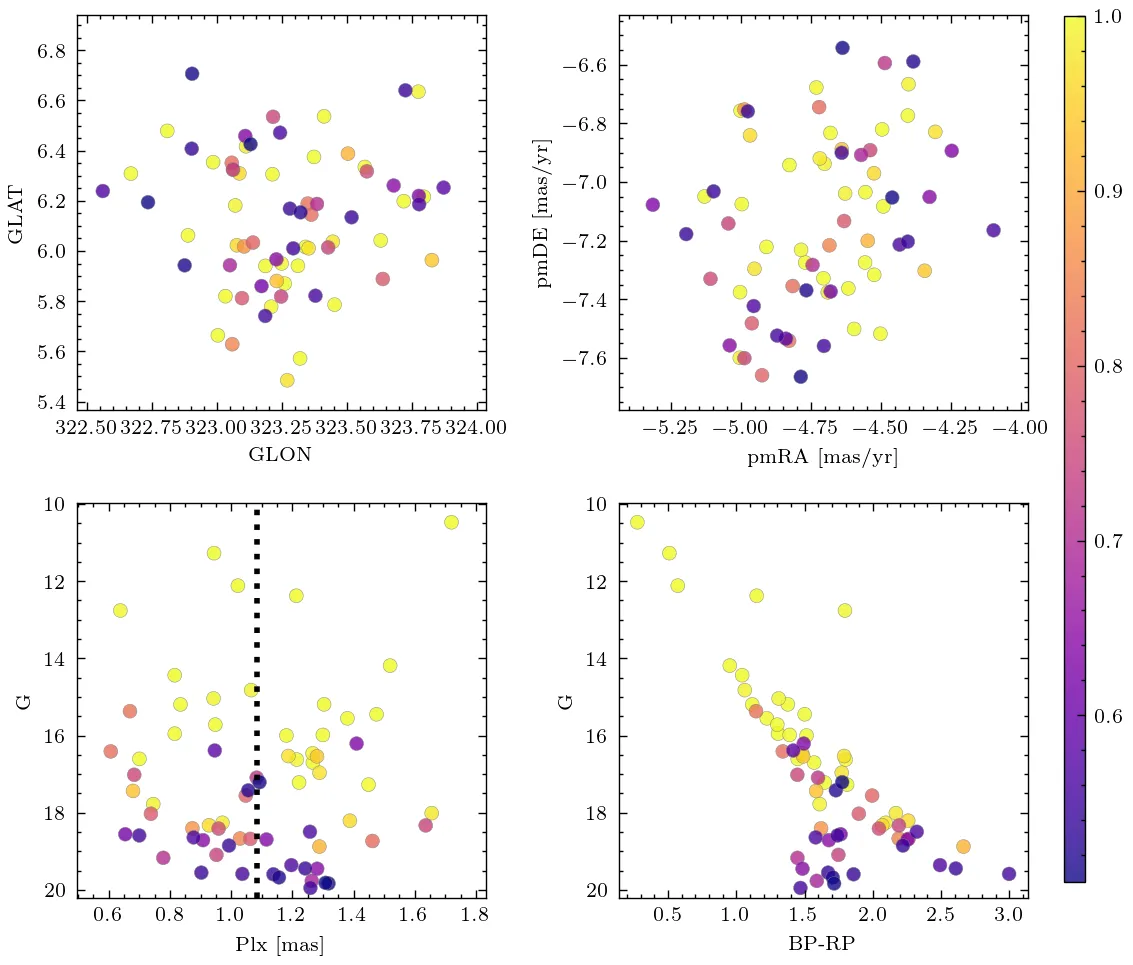 6.8
6.6
6.4
6.2
6.0
5.8
5.6
5.4
GLAT
322.50 322.75 323.00 323.25 323.50 323.75 324.00
GLON
−6.6
−6.8
−7.0
−7.2
−7.4
−7.6
pmDE [mas/yr]
−5.25 −5.00 −4.75 −4.50 −4.25 −4.00
pmRA [mas/yr]
1.0
0.9
0.8
0.7
0.6
10
12
14
16
18
20
G
0.6 0.8 1.0 1.2 1.4 1.6 1.8
Plx [mas]
10
12
14
16
18
20
G
0.5 1.0 1.5 2.0 2.5 3.0
BP-RP